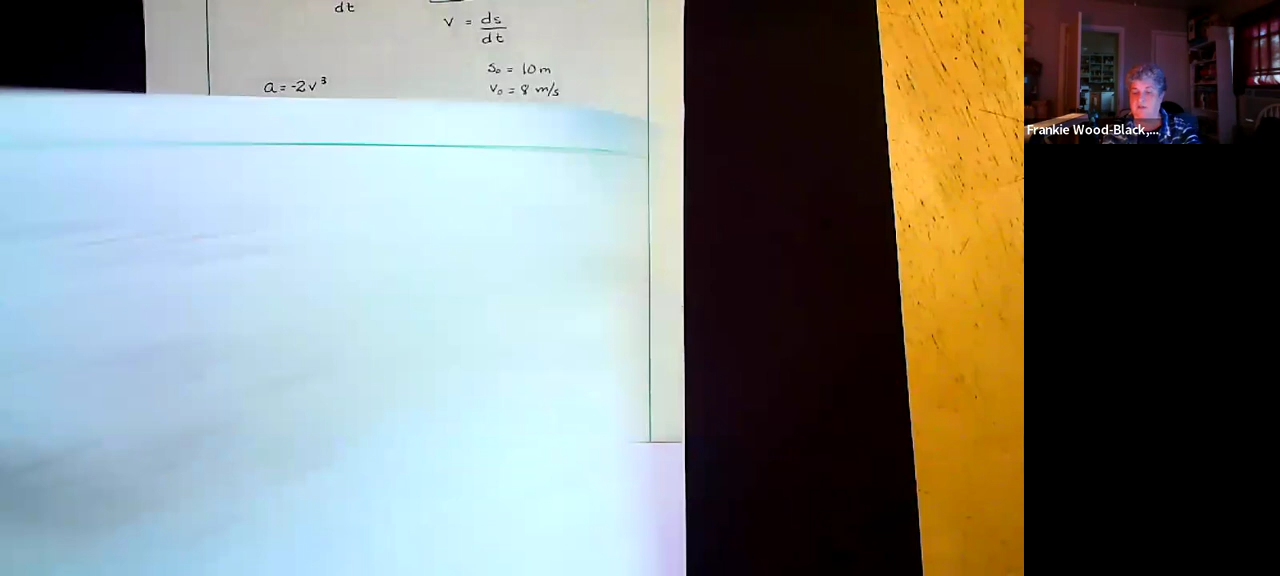 dt
v = ds
dt
s₀ = 10 m
a = -2v³
v₀ = 8 m/s
Frankie Wood-Black,...